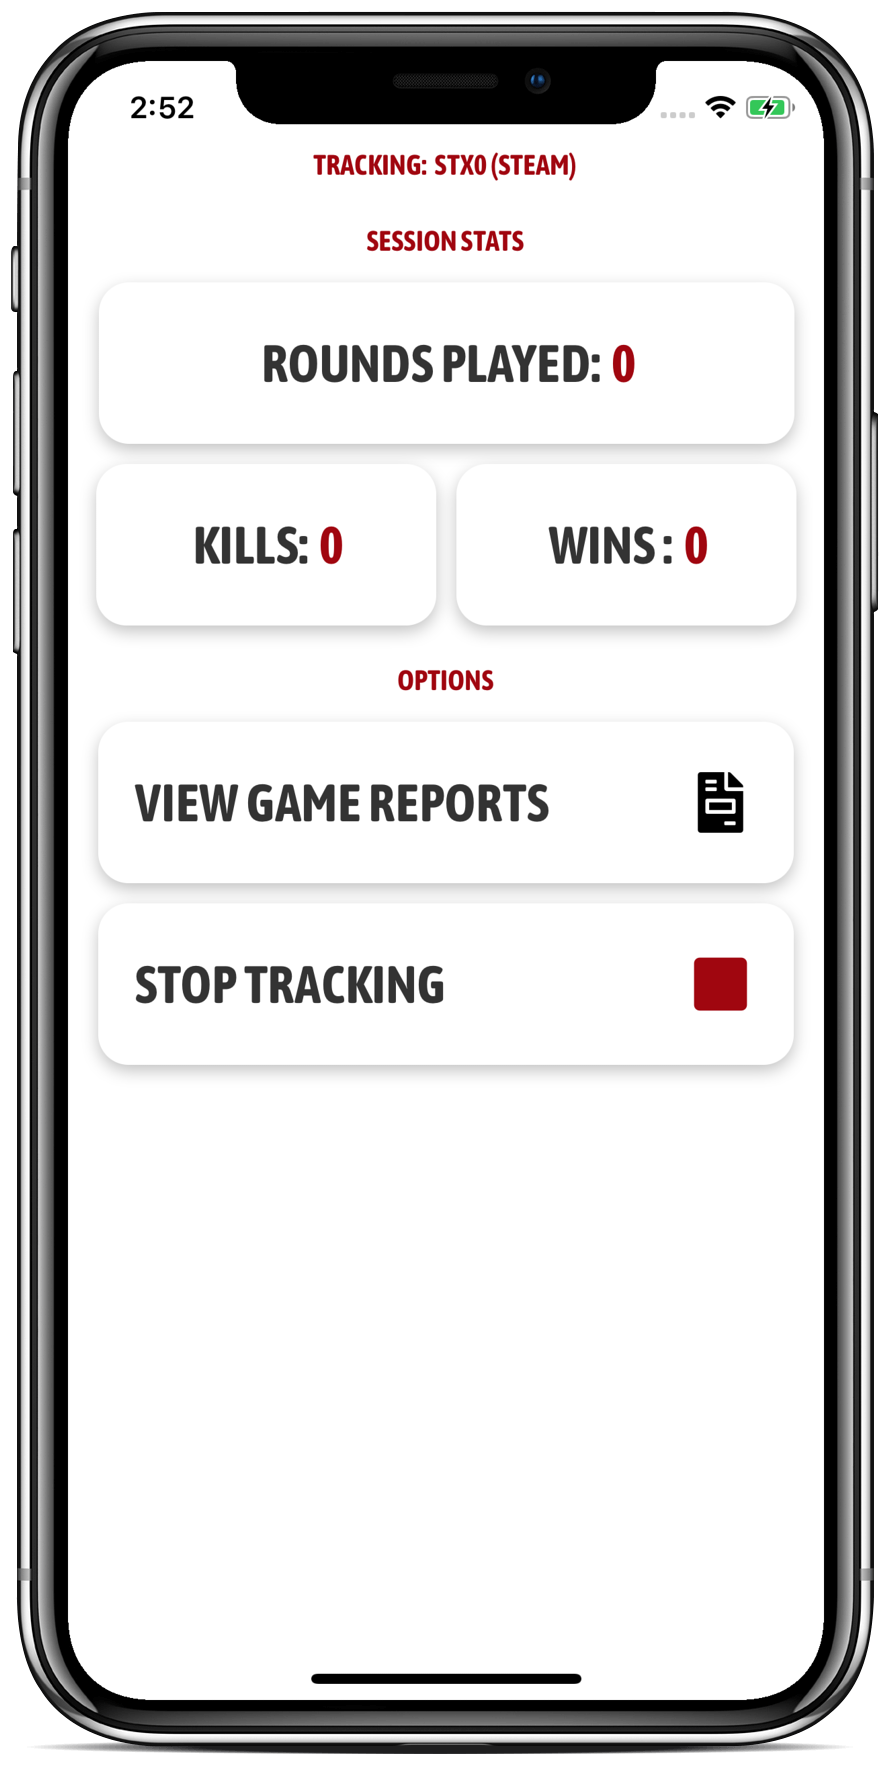 2:52
TRACKING: STX0 (STEAM)
SESSION STATS
ROUNDS PLAYED: 0
KILLS: 0
WINS : 0
OPTIONS
VIEW GAME REPORTS
STOP TRACKING